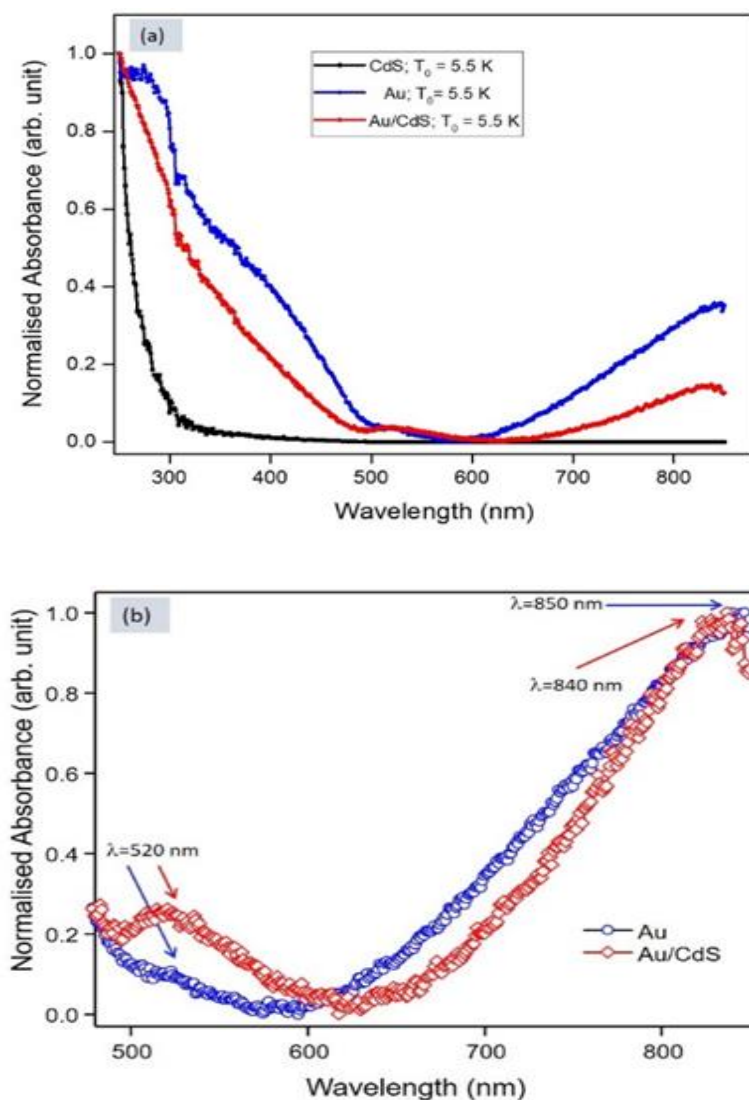 (a)
CdS; T₀ = 5.5 K
Au; T₀= 5.5 K
Au/CdS; T₀ = 5.5 K
Normalised Absorbance (arb. unit)
1.0
0.8
0.6
0.4
0.2
0.0
300 400 500 600 700 800
Wavelength (nm)
(b)
λ=850 nm
λ=840 nm
λ=520 nm
Au
Au/CdS
Normalised Absorbance (arb. unit)
1.0
0.8
0.6
0.4
0.2
0.0
500 600 700 800
Wavelength (nm)